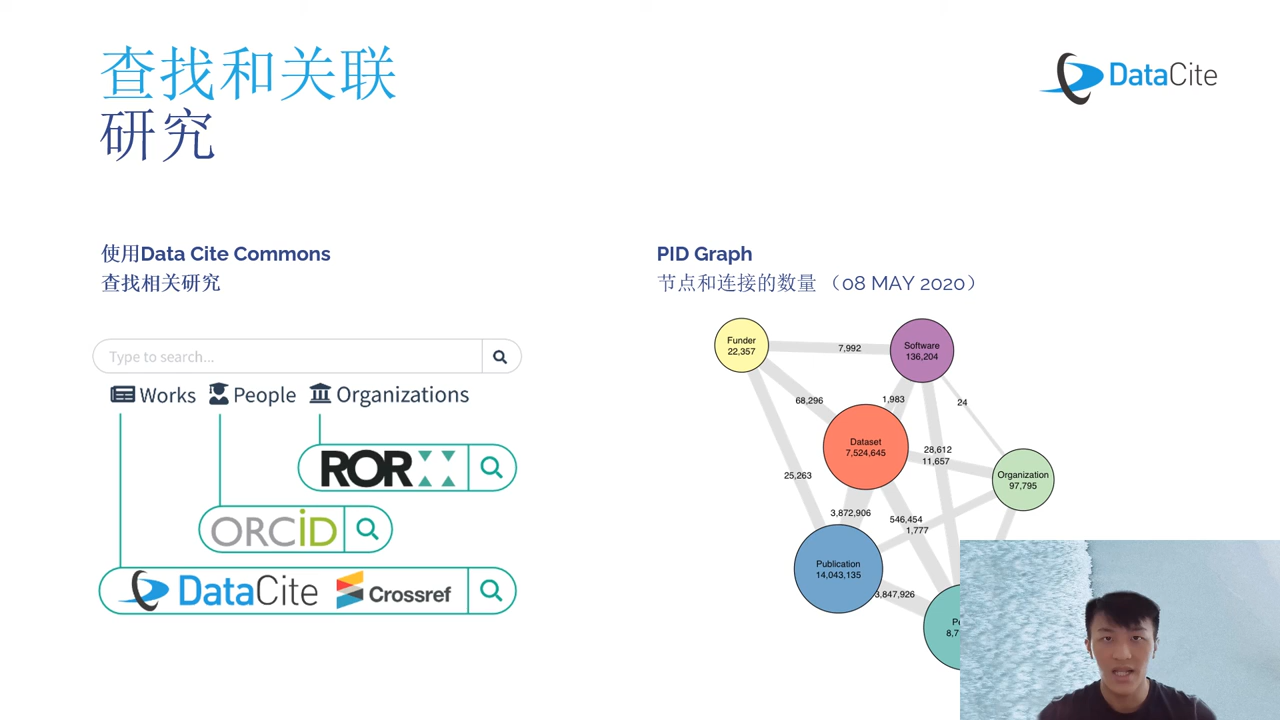 查找和关联
研究
DataCite
使用Data Cite Commons
查找相关研究
Type to search...
Works People Organizations
ROR
ORCID
DataCite Crossref
PID Graph
节点和连接的数量 （08 MAY 2020）
Funder
22,357
7,992
Software
136,204
68,296
1,983
24
Dataset
7,524,645
28,612
11,657
25,263
Organization
97,795
3,872,906
546,454
1,777
Publication
14,043,135
3,847,926